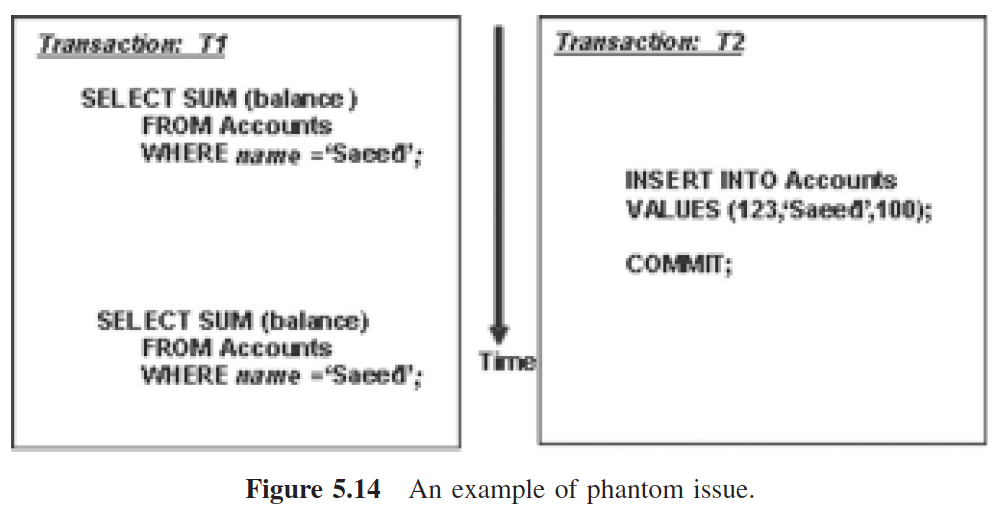 Transaction: T1
SELECT SUM (balance )
FROM Accounts
WHERE name =‘Saeed’;
SELECT SUM (balance)
FROM Accounts
WHERE name =‘Saeed’;
Time
Transaction: T2
INSERT INTO Accounts
VALUES (123,‘Saeed’,100);
COMMIT;
Figure 5.14 An example of phantom issue.